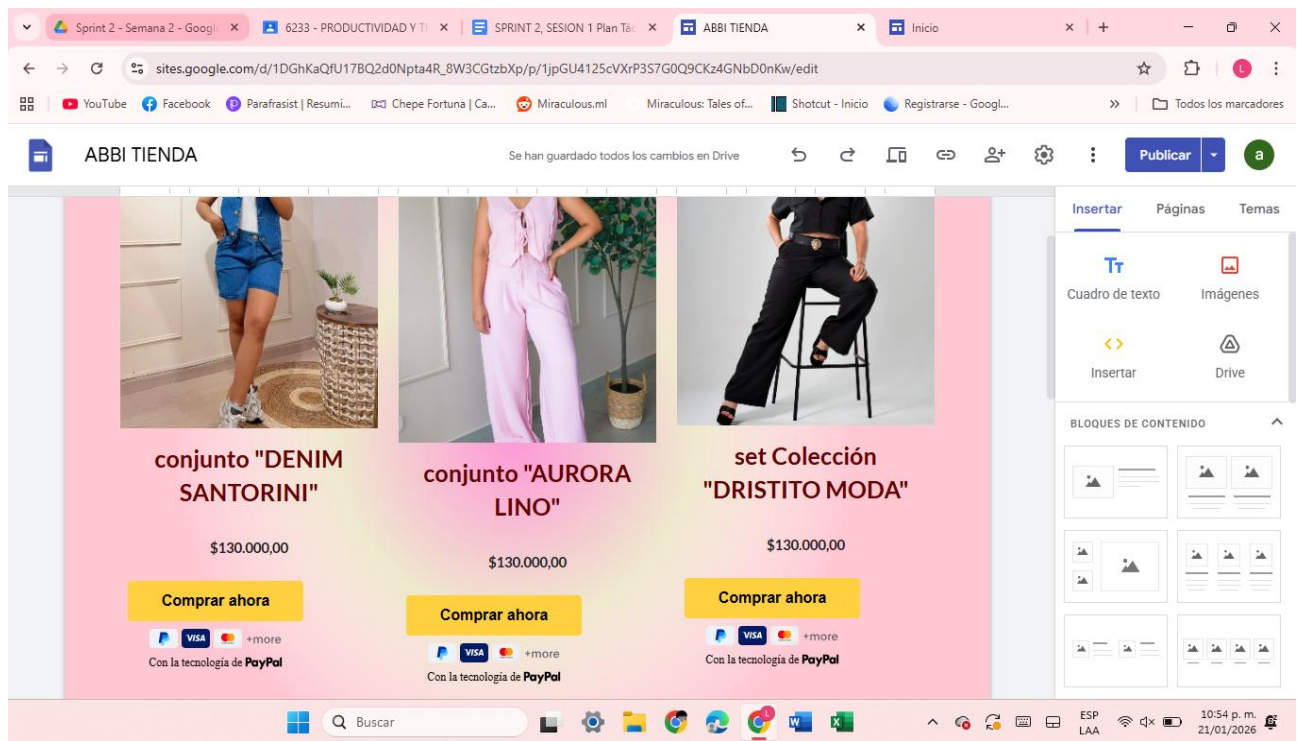 Sprint 2 - Semana 2 - Googl
6233 - PRODUCTIVIDAD Y TI
SPRINT 2, SESION 1 Plan Tác
ABBI TIENDA
Inicio
sites.google.com/d/1DGhKaQfU17BQ2d0Npta4R_8W3CGtzbXp/p/1jpGU4125cVXrP3S7G0Q9CKz4GNbD0nKw/edit
L
YouTube
Facebook
Parafrasist | Resumi...
Chepe Fortuna | Ca...
Miraculous.ml
Miraculous: Tales of...
Shotcut - Inicio
Registrarse - Googl...
»
Todos los marcadores
ABBI TIENDA
Se han guardado todos los cambios en Drive
Publicar
a
Insertar Páginas Temas
Cuadro de texto Imágenes
Insertar Drive
BLOQUES DE CONTENIDO
conjunto "DENIM
SANTORINI"
$130.000,00
Comprar ahora
VISA +more
Con la tecnología de PayPal
conjunto "AURORA
LINO"
$130.000,00
Comprar ahora
VISA +more
Con la tecnología de PayPal
set Colección
"DRISTITO MODA"
$130.000,00
Comprar ahora
VISA +more
Con la tecnología de PayPal
Buscar
ESP
LAA
10:54 p. m.
21/01/2026